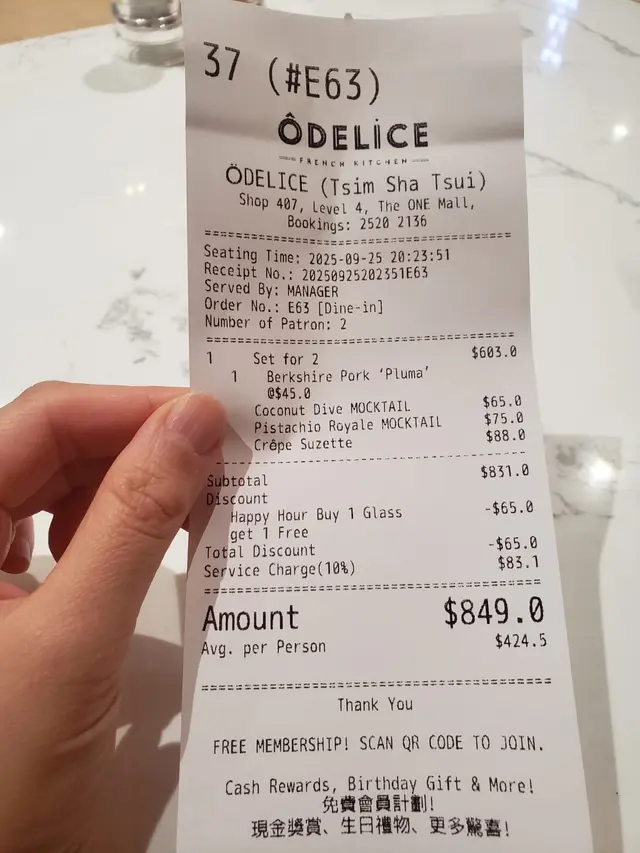 37 (#E63)
ÔDELİCE
FRENCH KITCHEN
ÖDELICE (Tsim Sha Tsui)
Shop 407, Level 4, The ONE Mall,
Bookings: 2520 2136
Seating Time: 2025-09-25 20:23:51
Receipt No.: 20250925202351E63
Served By: MANAGER
Order No.: E63 [Dine-in]
Number of Patron: 2
1 Set for 2 $603.0
1 Berkshire Pork ‘Pluma’
@$45.0
Coconut Dive MOCKTAIL $65.0
Pistachio Royale MOCKTAIL $75.0
Crêpe Suzette $88.0
Subtotal $831.0
Discount
Happy Hour Buy 1 Glass -$65.0
get 1 Free
Total Discount -$65.0
Service Charge(10%) $83.1
Amount $849.0
Avg. per Person $424.5
Thank You
FREE MEMBERSHIP! SCAN QR CODE TO JOIN.
Cash Rewards, Birthday Gift & More!
免費會員計劃!
現金獎賞、生日禮物、更多驚喜!